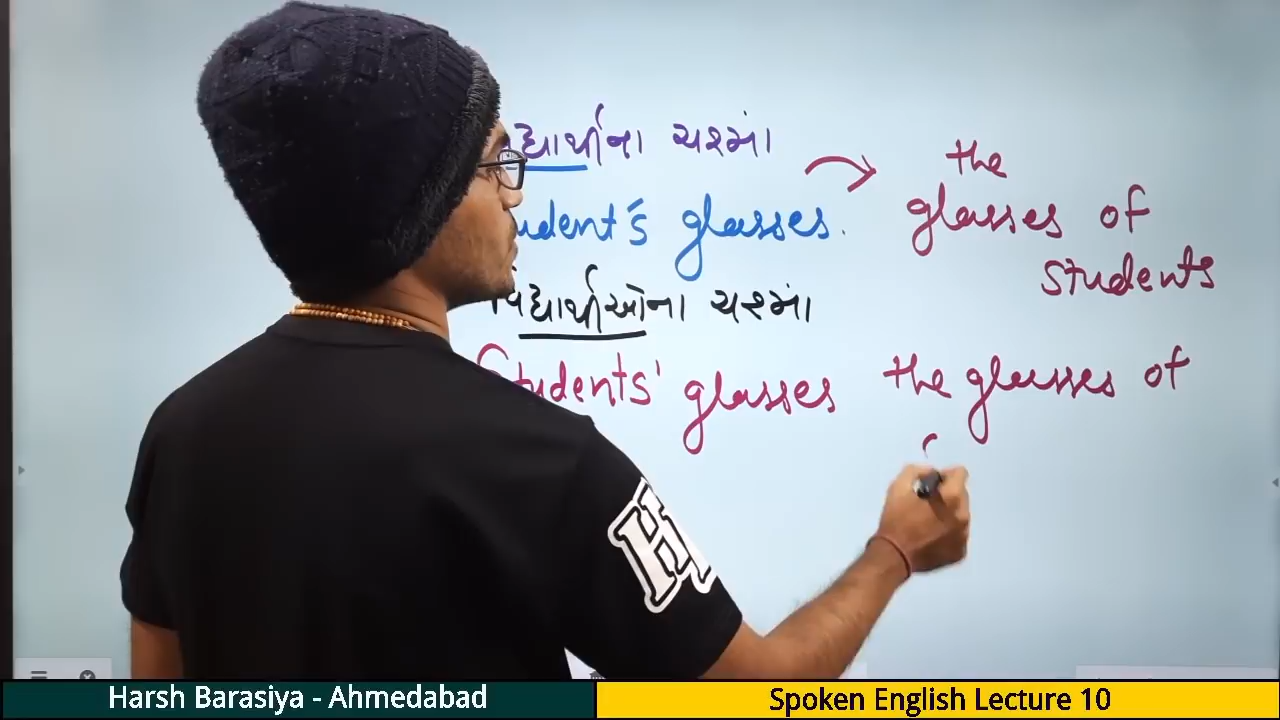 વિદ્યાર્થીના ચશ્માં
the
glasses of
students
student's glasses.
વિદ્યાર્થીઓના ચશ્માં
Students' glasses
the glasses of
H
Harsh Barasiya - Ahmedabad
Spoken English Lecture 10